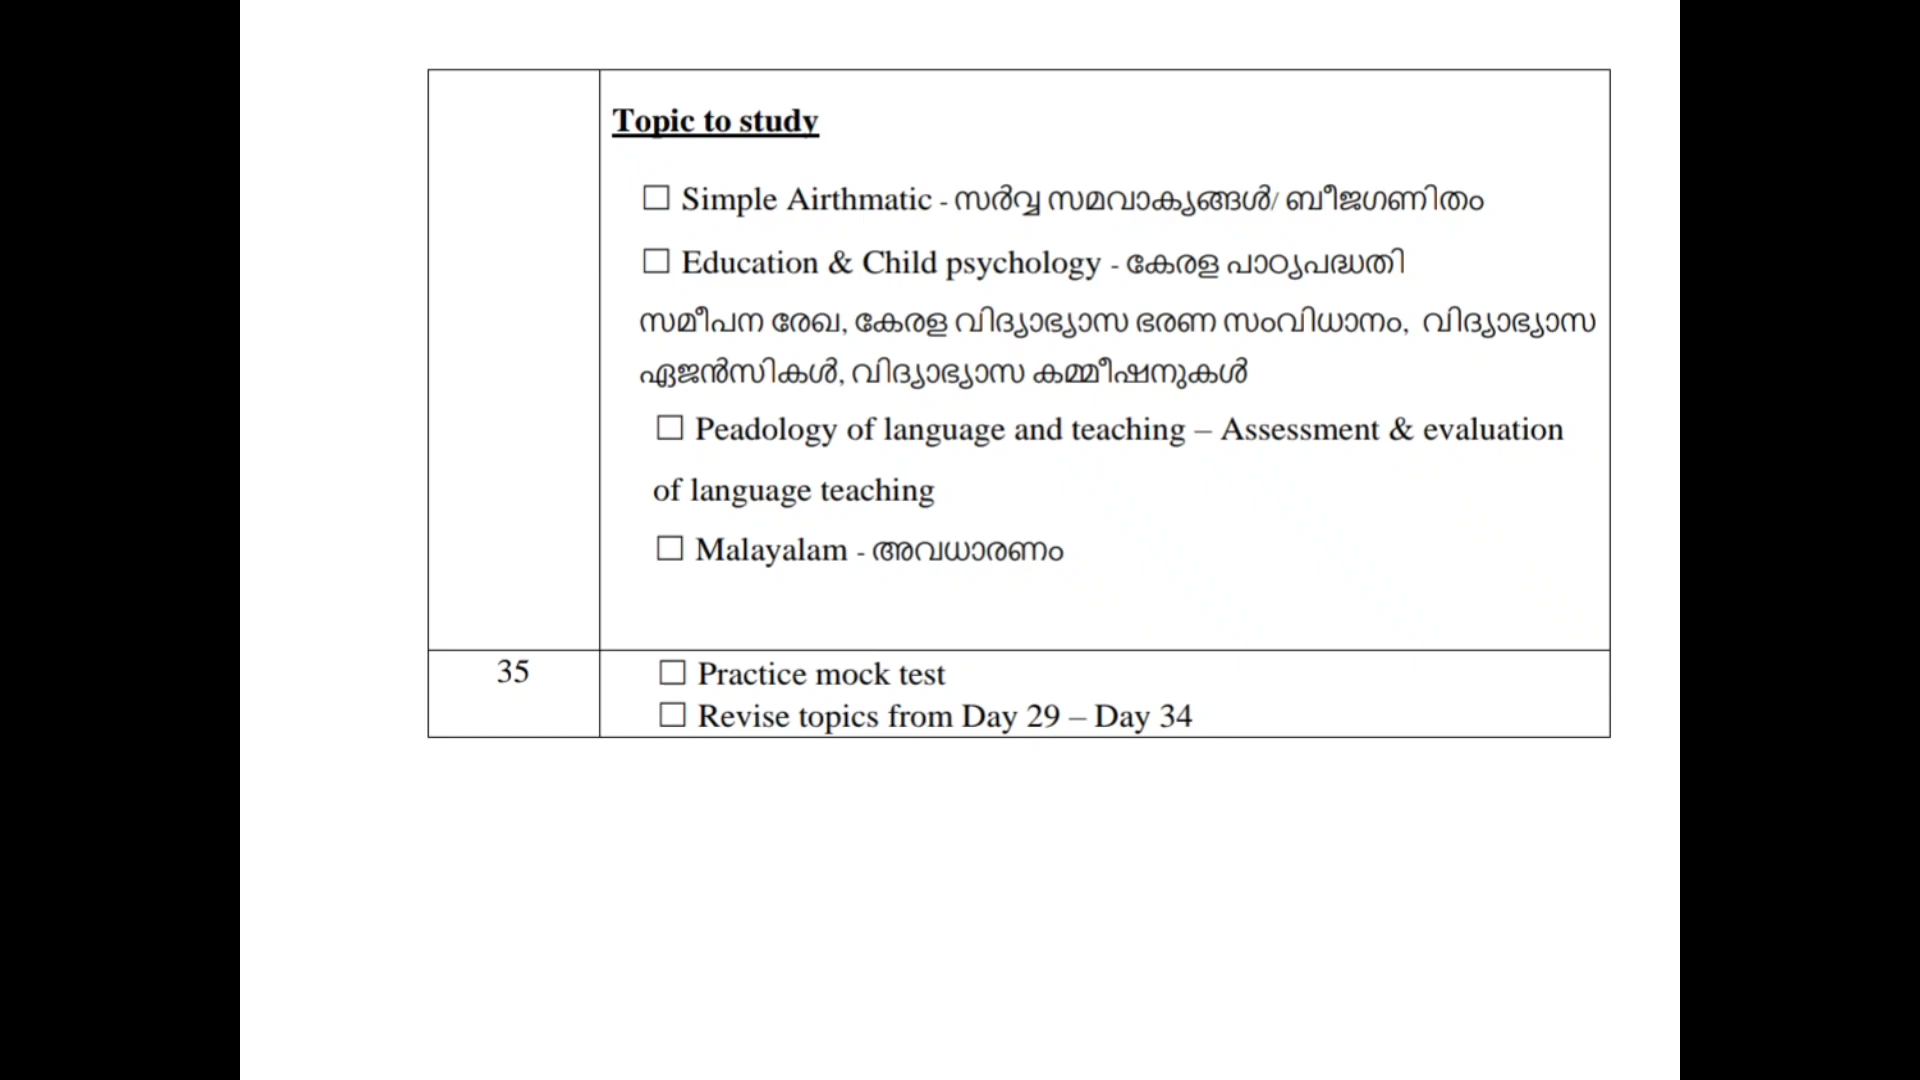 Topic to study
☐ Simple Airthmatic - സർവ്വ സമവാക്യങ്ങൾ/ ബീജഗണിതം
☐ Education & Child psychology - കേരള പാഠ്യപദ്ധതി
സമീപന രേഖ, കേരള വിദ്യാഭ്യാസ ഭരണ സംവിധാനം, വിദ്യാഭ്യാസ
ഏജൻസികൾ, വിദ്യാഭ്യാസ കമ്മീഷനുകൾ
☐ Peadology of language and teaching – Assessment & evaluation
of language teaching
☐ Malayalam - അവധാരണം
35 ☐ Practice mock test
☐ Revise topics from Day 29 – Day 34